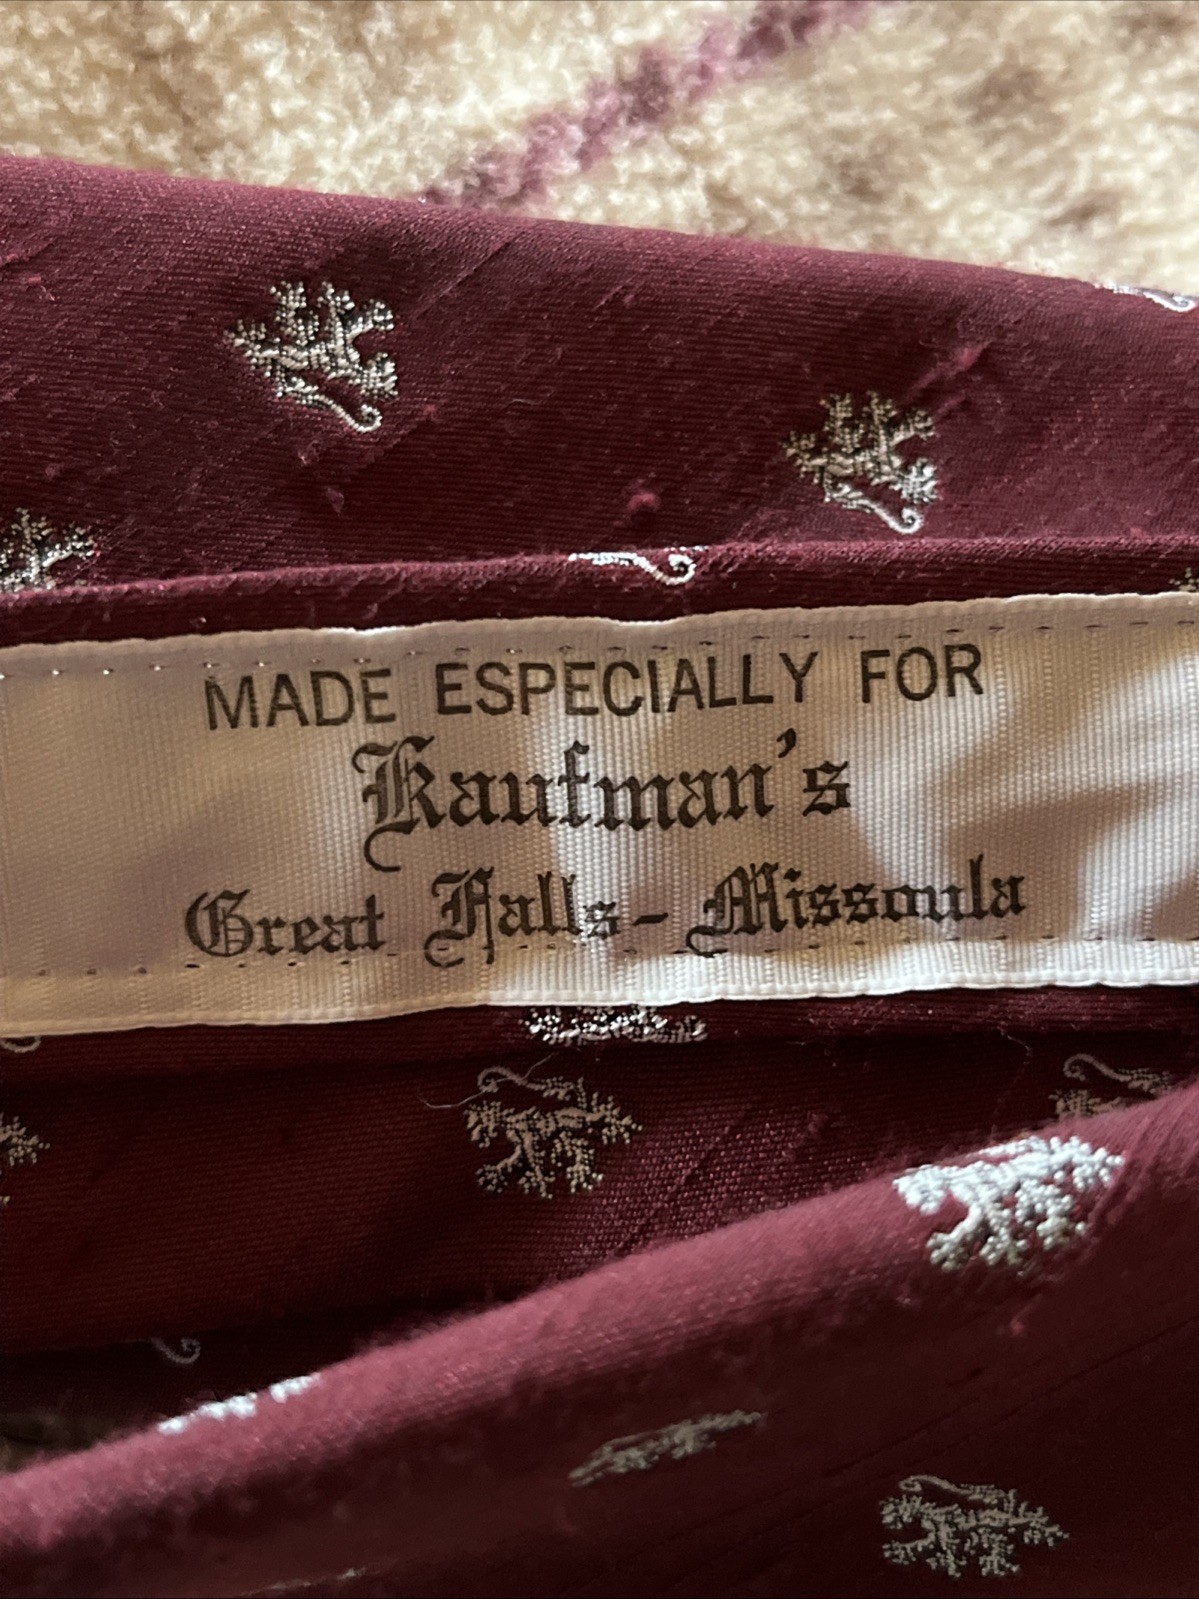 MADE ESPECIALLY FOR
Kaufman's
Great Falls - Missoula